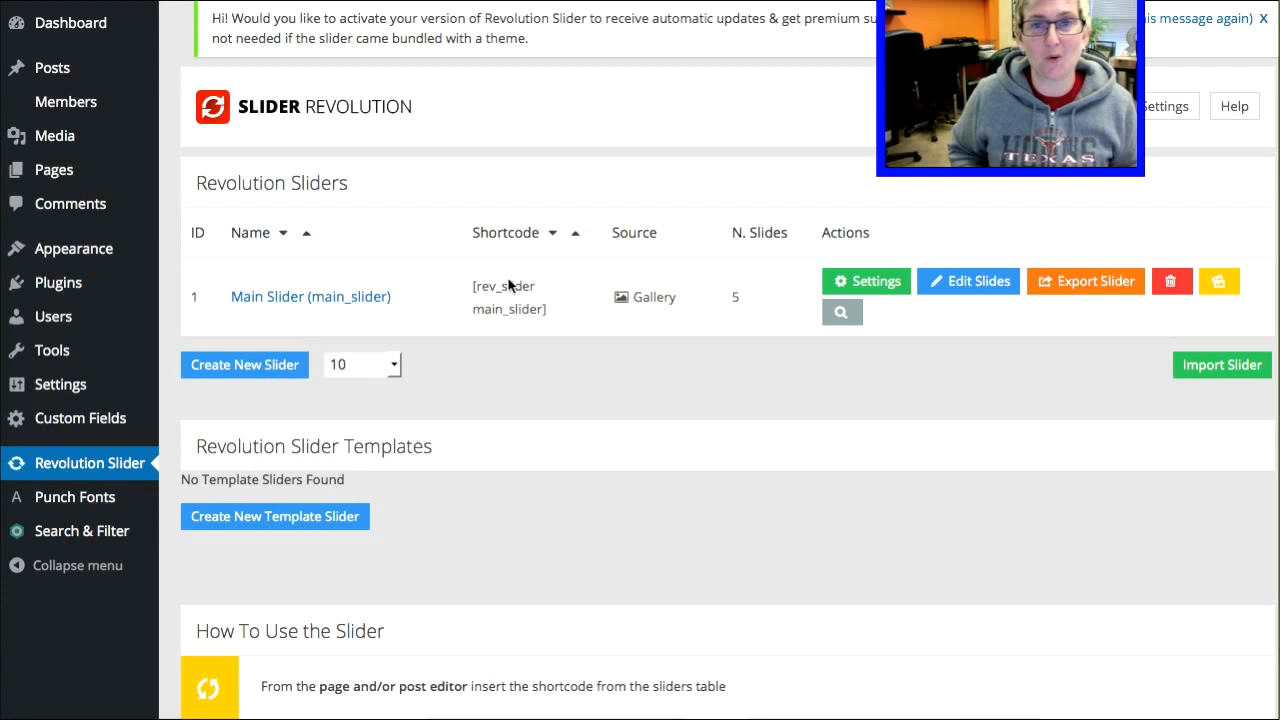 Dashboard
Posts
Members
Media
Pages
Comments
Appearance
Plugins
Users
Tools
Settings
Custom Fields
Revolution Slider
Punch Fonts
Search & Filter
Collapse menu
Hi! Would you like to activate your version of Revolution Slider to receive automatic updates & get premium su
his message again) X
not needed if the slider came bundled with a theme.
SLIDER REVOLUTION
Settings
Help
TEXAS
Revolution Sliders
ID Name Shortcode Source N. Slides Actions
1 Main Slider (main_slider) [rev_slider main_slider] Gallery 5 Settings Edit Slides Export Slider
Create New Slider 10 Import Slider
Revolution Slider Templates
No Template Sliders Found
Create New Template Slider
How To Use the Slider
From the page and/or post editor insert the shortcode from the sliders table